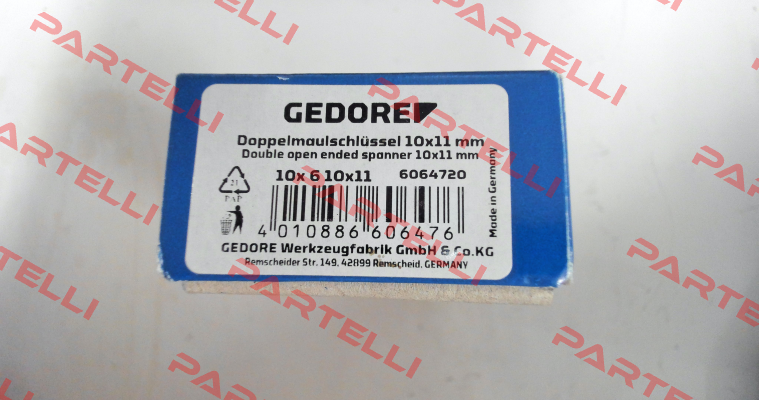 GEDORE
Doppelmaulschlüssel 10x11 mm
Double open ended spanner 10x11 mm
10x 6 10x11 6064720
21
PAP
4 010886 606476
GEDORE Werkzeugfabrik GmbH & Co.KG
Remscheider Str. 149, 42899 Remscheid. GERMANY
Made in Germany
PARTELLI
PARTELLI
PARTELLI
PARTELLI
PARTELLI
PARTELLI
PARTELLI
PARTELLI
PARTELLI